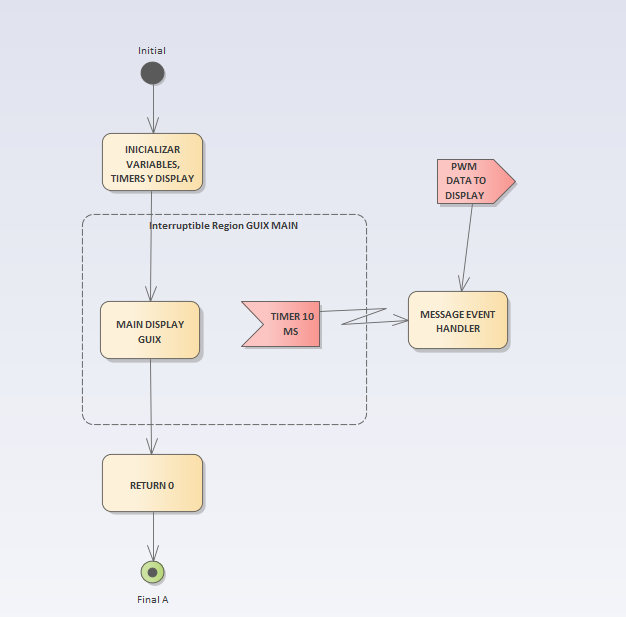 Initial
INICIALIZAR
VARIABLES,
TIMERS Y DISPLAY
PWM
DATA TO
DISPLAY
Interruptible Region GUIX MAIN
MAIN DISPLAY
GUIX
TIMER 10
MS
MESSAGE EVENT
HANDLER
RETURN 0
Final A